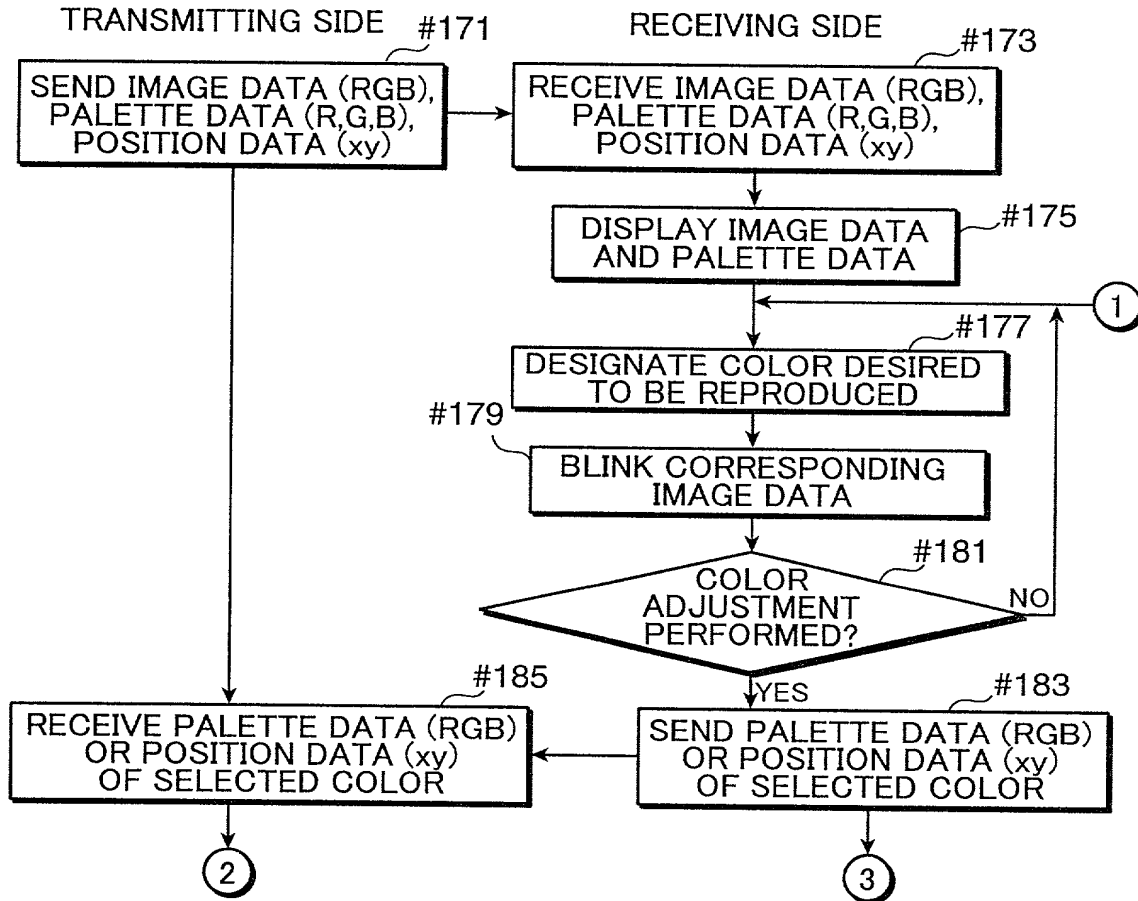 TRANSMITTING SIDE
RECEIVING SIDE
#171
SEND IMAGE DATA (RGB),
PALETTE DATA (R,G,B),
POSITION DATA (xy)
#173
RECEIVE IMAGE DATA (RGB),
PALETTE DATA (R,G,B),
POSITION DATA (xy)
#175
DISPLAY IMAGE DATA
AND PALETTE DATA
1
#177
DESIGNATE COLOR DESIRED
TO BE REPRODUCED
#179
BLINK CORRESPONDING
IMAGE DATA
#181
COLOR
ADJUSTMENT
PERFORMED?
NO
YES
#185
RECEIVE PALETTE DATA (RGB)
OR POSITION DATA (xy)
OF SELECTED COLOR
#183
SEND PALETTE DATA (RGB)
OR POSITION DATA (xy)
OF SELECTED COLOR
2
3